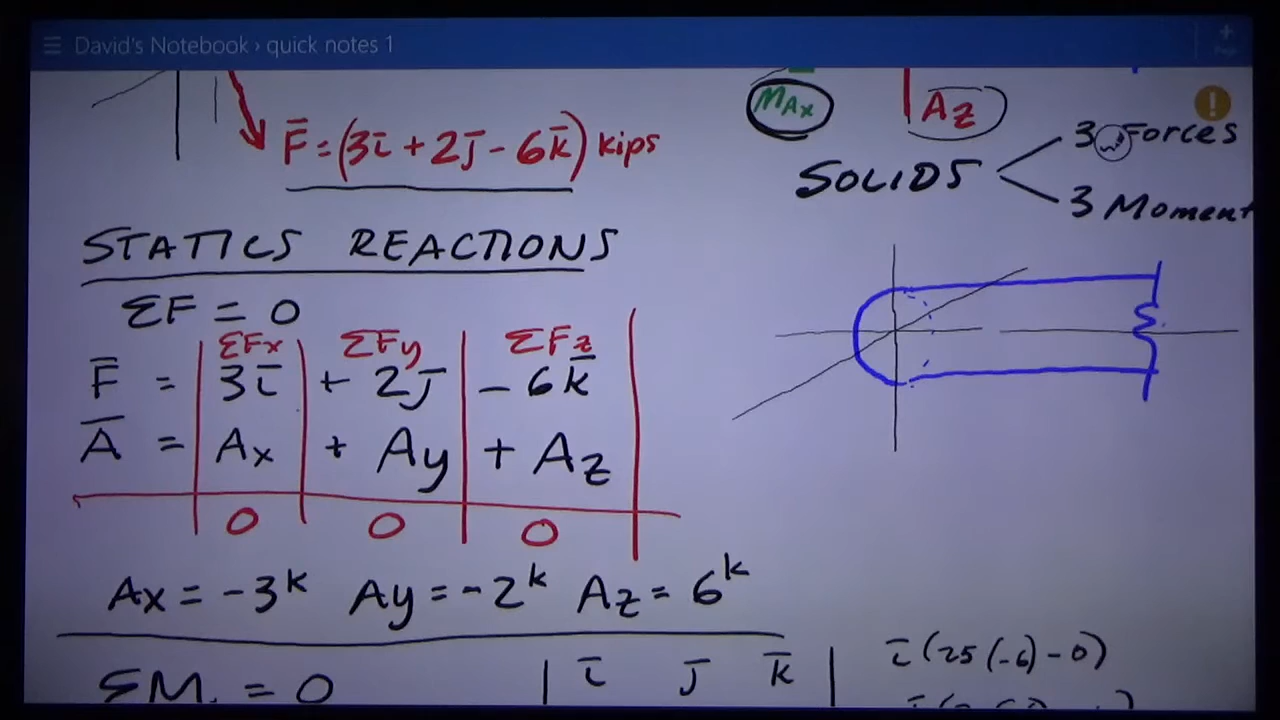 David's Notebook › quick notes 1
F̄ = (3ī + 2j̄ - 6k̄) kips
MAx
Az
SOLIDS
3 Forces
3 Moment
STATICS REACTIONS
ΣF = 0
ΣFx ΣFy ΣFz
F̄ = 3ī + 2j̄ - 6k̄
Ā = Ax + Ay + Az
0 0 0
Ax = -3ᵏ Ay = -2ᵏ Az = 6ᵏ
ΣM = 0
ī j̄ k̄
ī(25(-6)-0)